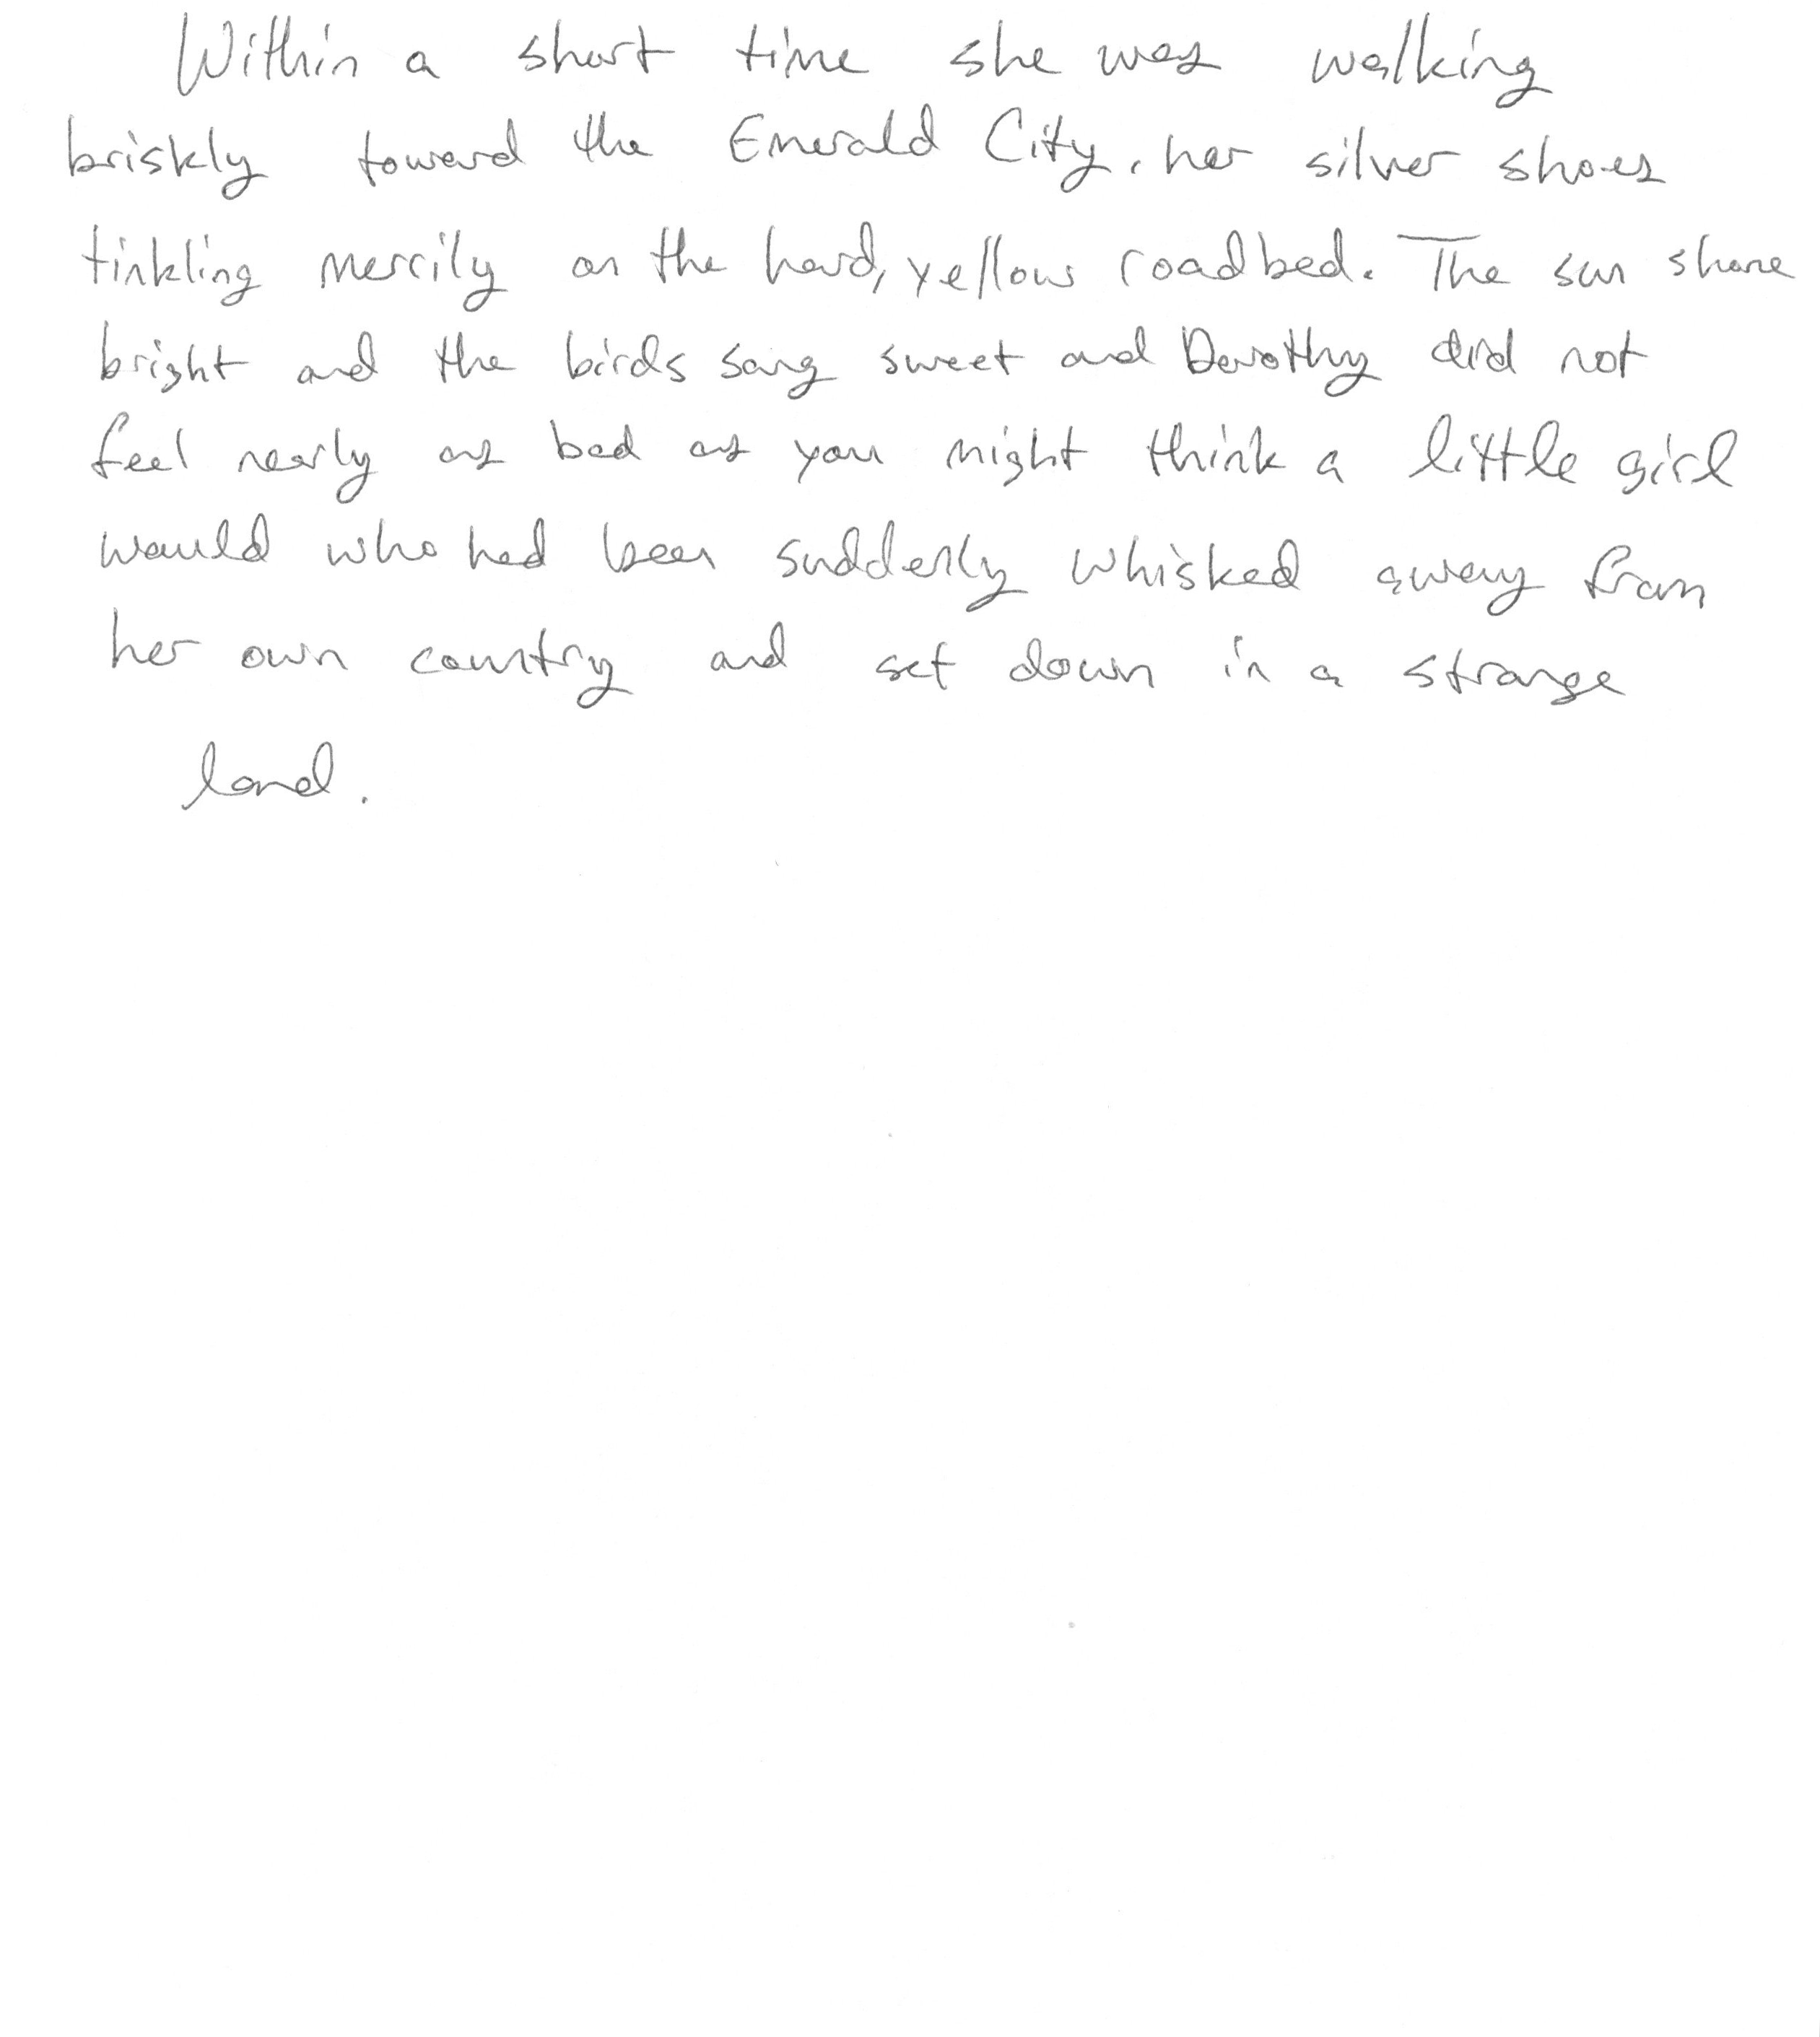 Within a short time she was walking
briskly toward the Emerald City, her silver shoes
tinkling merrily on the hard, yellow roadbed. The sun shone
bright and the birds sang sweet and Dorothy did not
feel nearly as bad as you might think a little girl
would who had been suddenly whisked away from
her own country and set down in a strange
land.